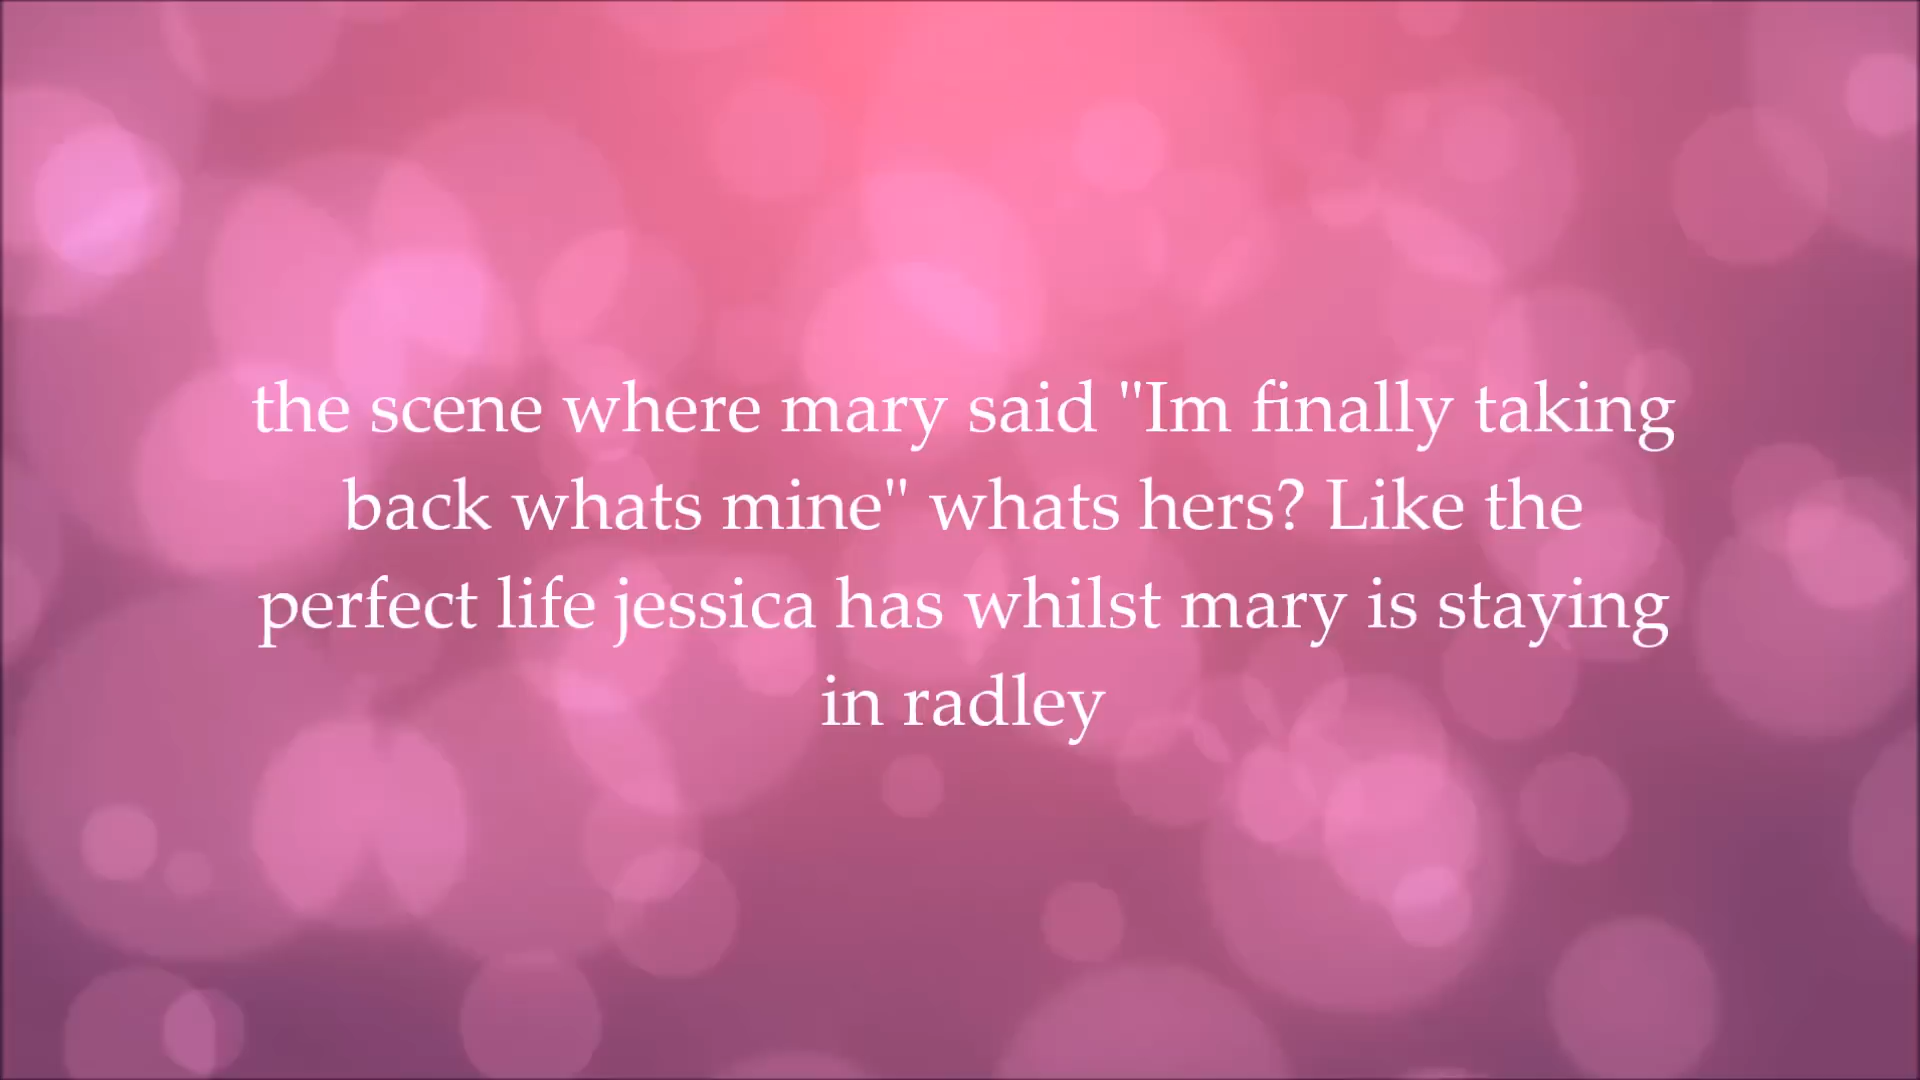 the scene where mary said "Im finally taking
back whats mine" whats hers? Like the
perfect life jessica has whilst mary is staying
in radley